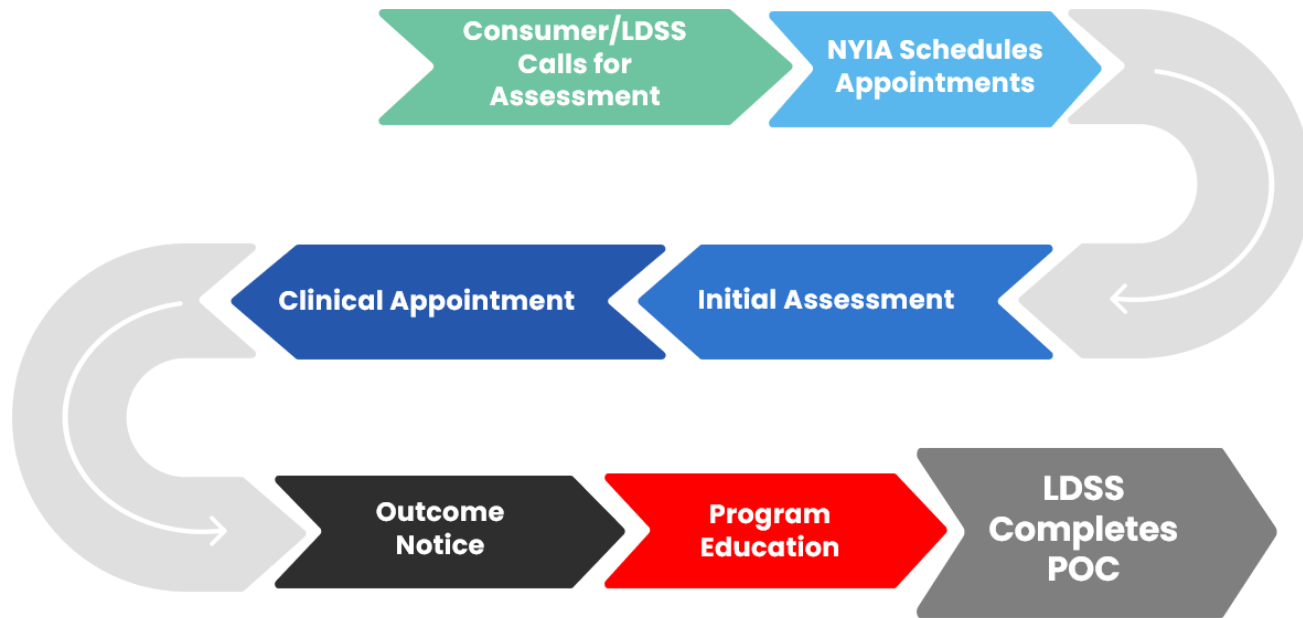 Consumer/LDSS
Calls for
Assessment
NYIA Schedules
Appointments
Initial Assessment
Clinical Appointment
Outcome
Notice
Program
Education
LDSS
Completes
POC